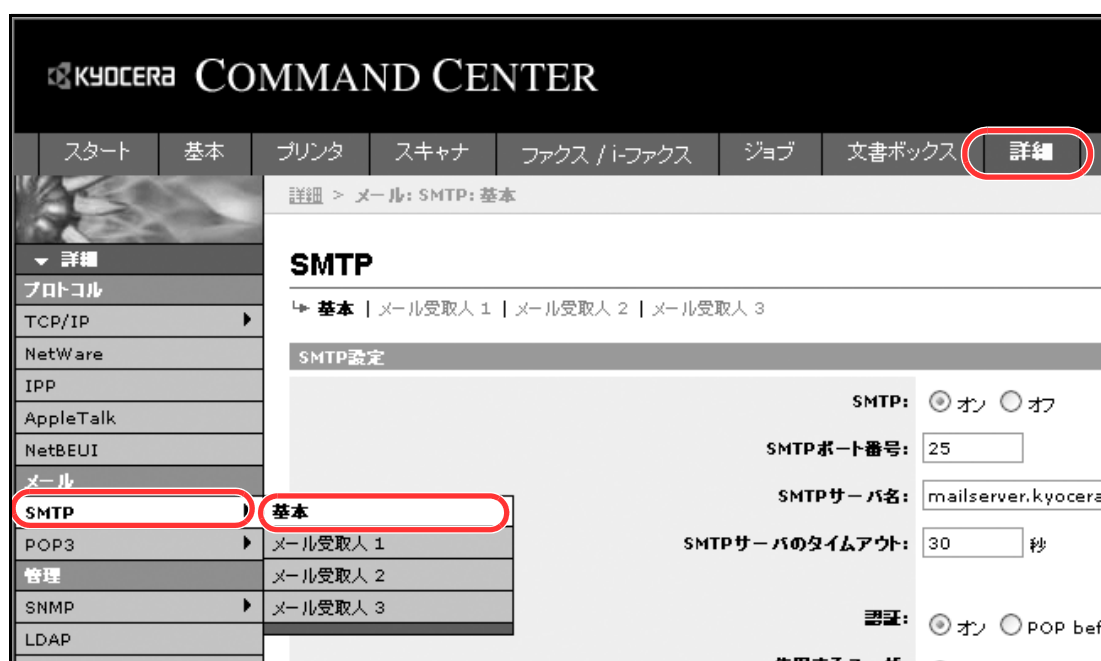 KYOCERA COMMAND CENTER
スタート 基本 プリンタ スキャナ ファクス / i-ファクス ジョブ 文書ボックス 詳細
詳細 > メール: SMTP: 基本
詳細
プロトコル
TCP/IP
NetWare
IPP
AppleTalk
NetBEUI
メール
SMTP
POP3
管理
SNMP
LDAP
基本
メール受取人 1
メール受取人 2
メール受取人 3
SMTP
基本 | メール受取人 1 | メール受取人 2 | メール受取人 3
SMTP設定
SMTP: オン オフ
SMTPポート番号: 25
SMTPサーバ名: mailserver.kyocera
SMTPサーバのタイムアウト: 30 秒
認証: オン POP bef